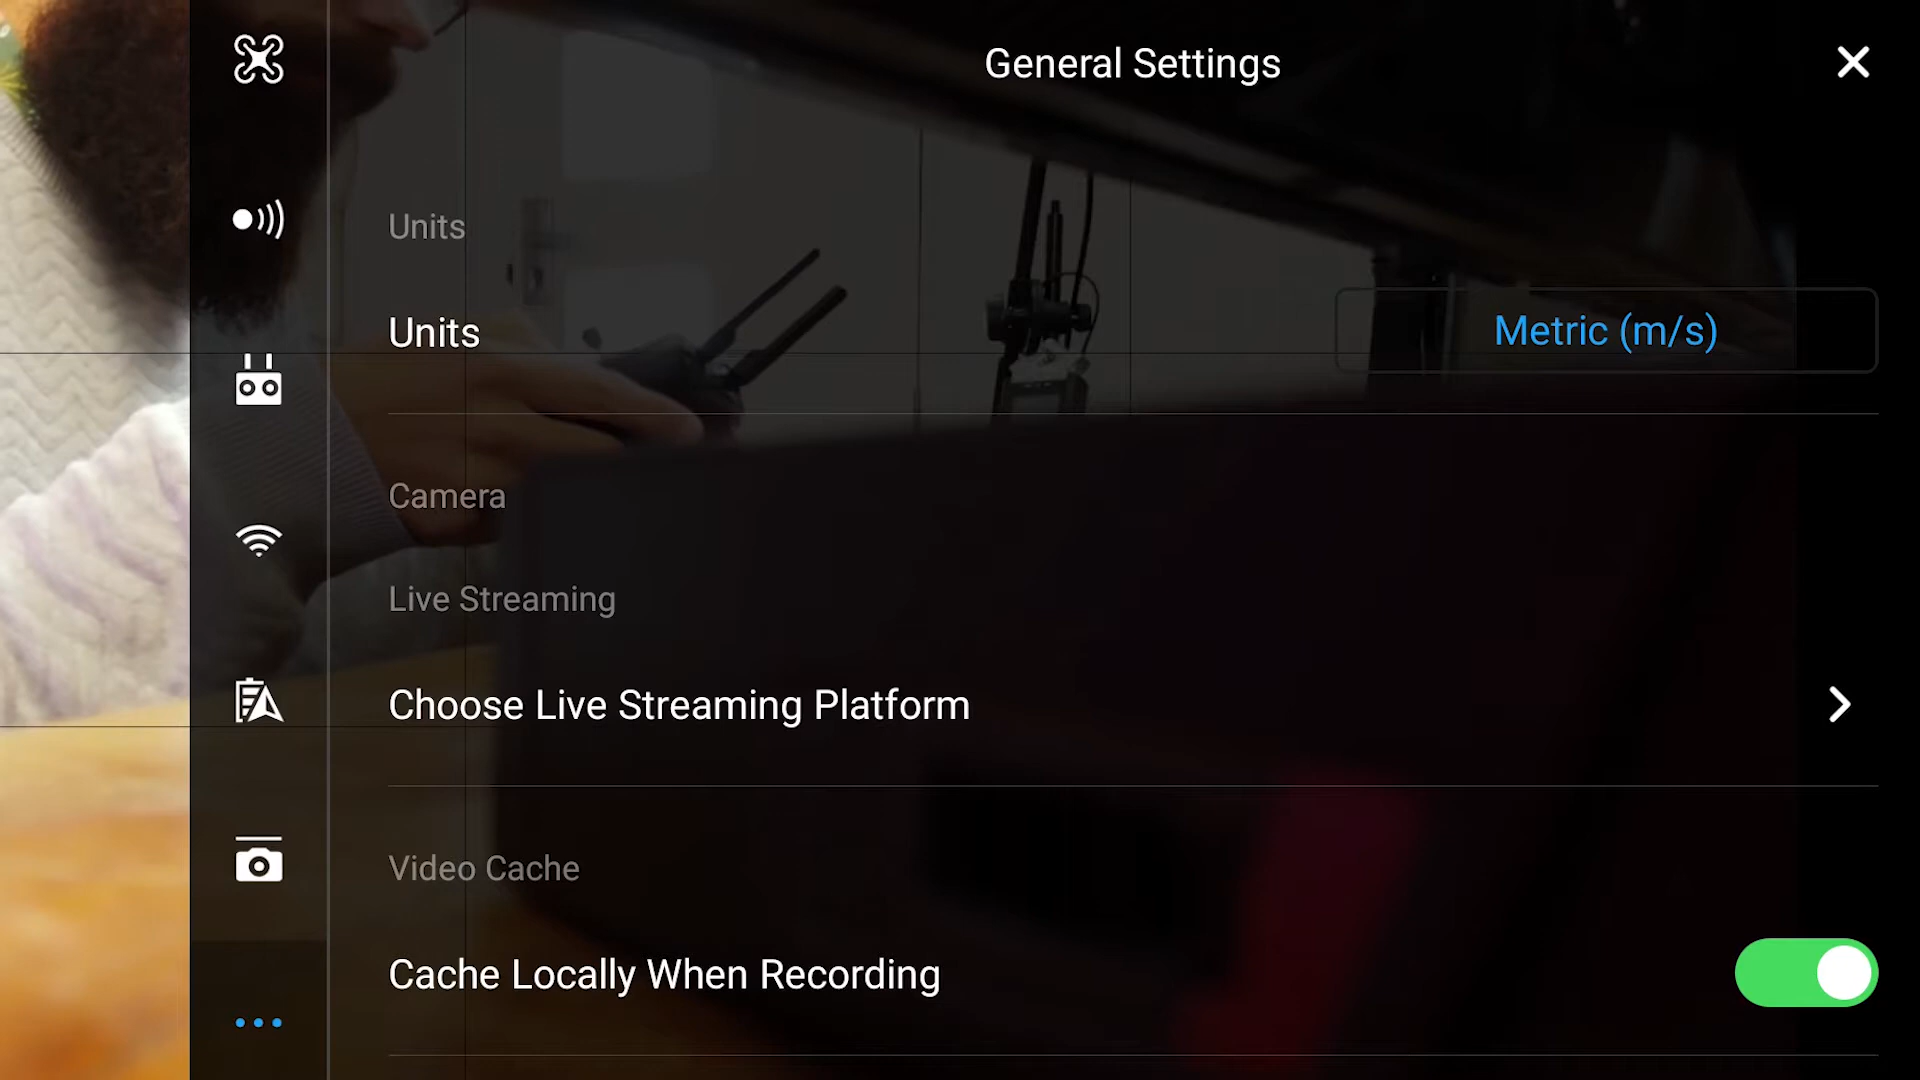 General Settings
Units
Units
Metric (m/s)
Camera
Live Streaming
Choose Live Streaming Platform
Video Cache
Cache Locally When Recording